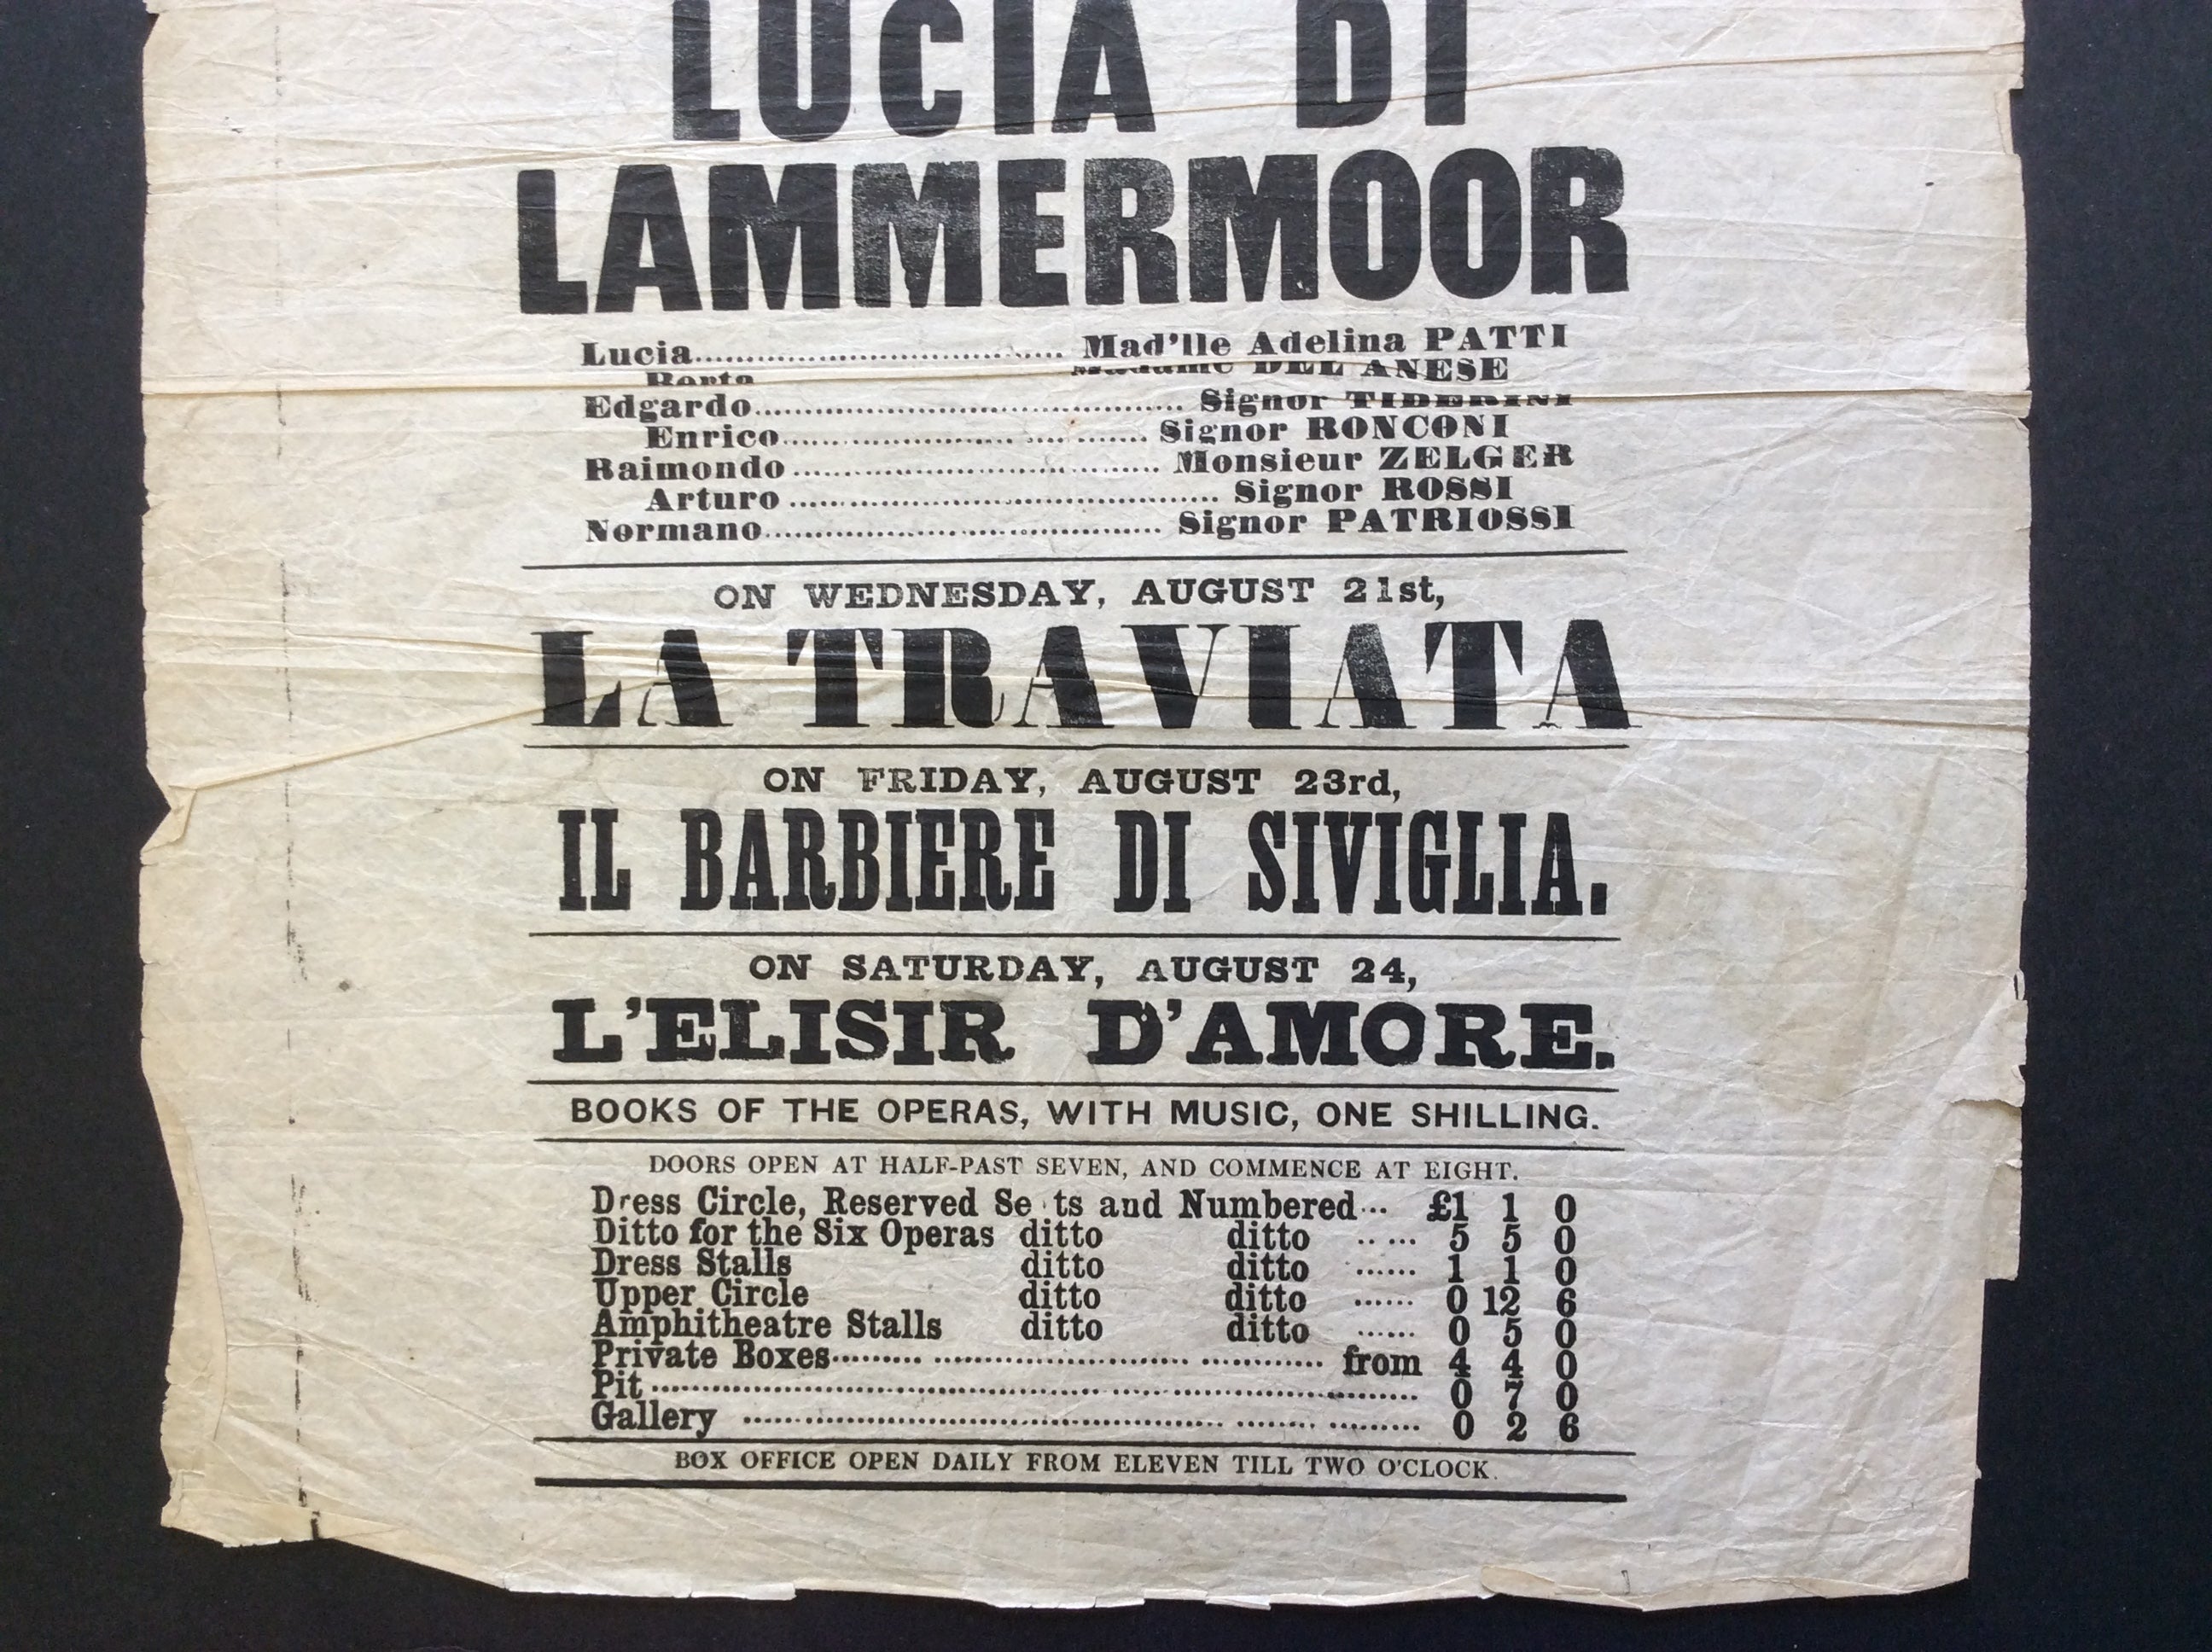 LUCIA DI
LAMMERMOOR
Lucia........................................ Mad'lle Adelina PATTI
Berta Madame DEL ANESE
Edgardo........................................ Signor TIDERINI
Enrico........................................ Signor RONCONI
Raimondo........................................ Monsieur ZELGER
Arturo........................................ Signor ROSSI
Normano........................................ Signor PATRIOSSI
ON WEDNESDAY, AUGUST 21st,
LA TRAVIATA
ON FRIDAY, AUGUST 23rd,
IL BARBIERE DI SIVIGLIA.
ON SATURDAY, AUGUST 24,
L'ELISIR D'AMORE.
BOOKS OF THE OPERAS, WITH MUSIC, ONE SHILLING.
DOORS OPEN AT HALF-PAST SEVEN, AND COMMENCE AT EIGHT.
Dress Circle, Reserved Se ts and Numbered... £1 1 0
Ditto for the Six Operas ditto ditto ..... 5 5 0
Dress Stalls ditto ditto ...... 1 1 0
Upper Circle ditto ditto ...... 0 12 6
Amphitheatre Stalls ditto ditto ...... 0 5 0
Private Boxes........................................ from 4 4 0
Pit........................................ 0 7 0
Gallery........................................ 0 2 6
BOX OFFICE OPEN DAILY FROM ELEVEN TILL TWO O'CLOCK.